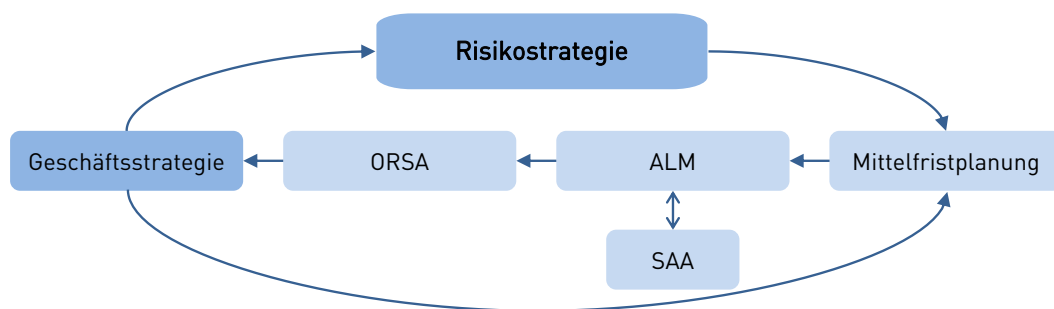 Risikostrategie
Geschäftsstrategie
ORSA
ALM
Mittelfristplanung
SAA